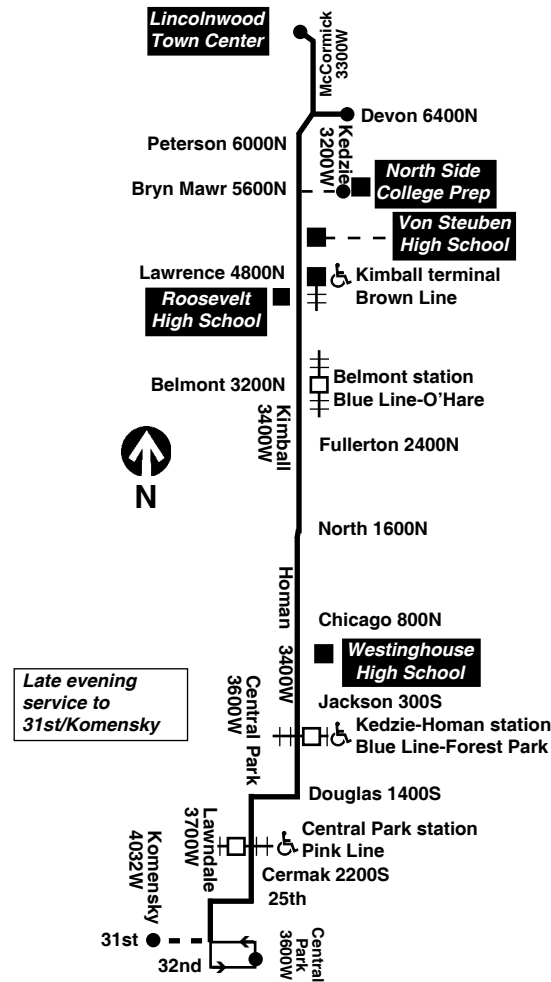 Lincolnwood
Town Center
McCormick
3300W
Devon 6400N
Peterson 6000N
Kedzie
3200W
Bryn Mawr 5600N
North Side
College Prep
Von Steuben
High School
Lawrence 4800N
Kimball terminal
Brown Line
Roosevelt
High School
Belmont 3200N
Belmont station
Blue Line-O'Hare
Kimball
3400W
Fullerton 2400N
N
North 1600N
Homan 3400W
Chicago 800N
Westinghouse
High School
Late evening
service to
31st/Komensky
Central Park
3600W
Jackson 300S
Kedzie-Homan station
Blue Line-Forest Park
Douglas 1400S
Lawndale
3700W
Central Park station
Pink Line
Komensky
4032W
Cermak 2200S
25th
31st
32nd
Central
Park
3600W